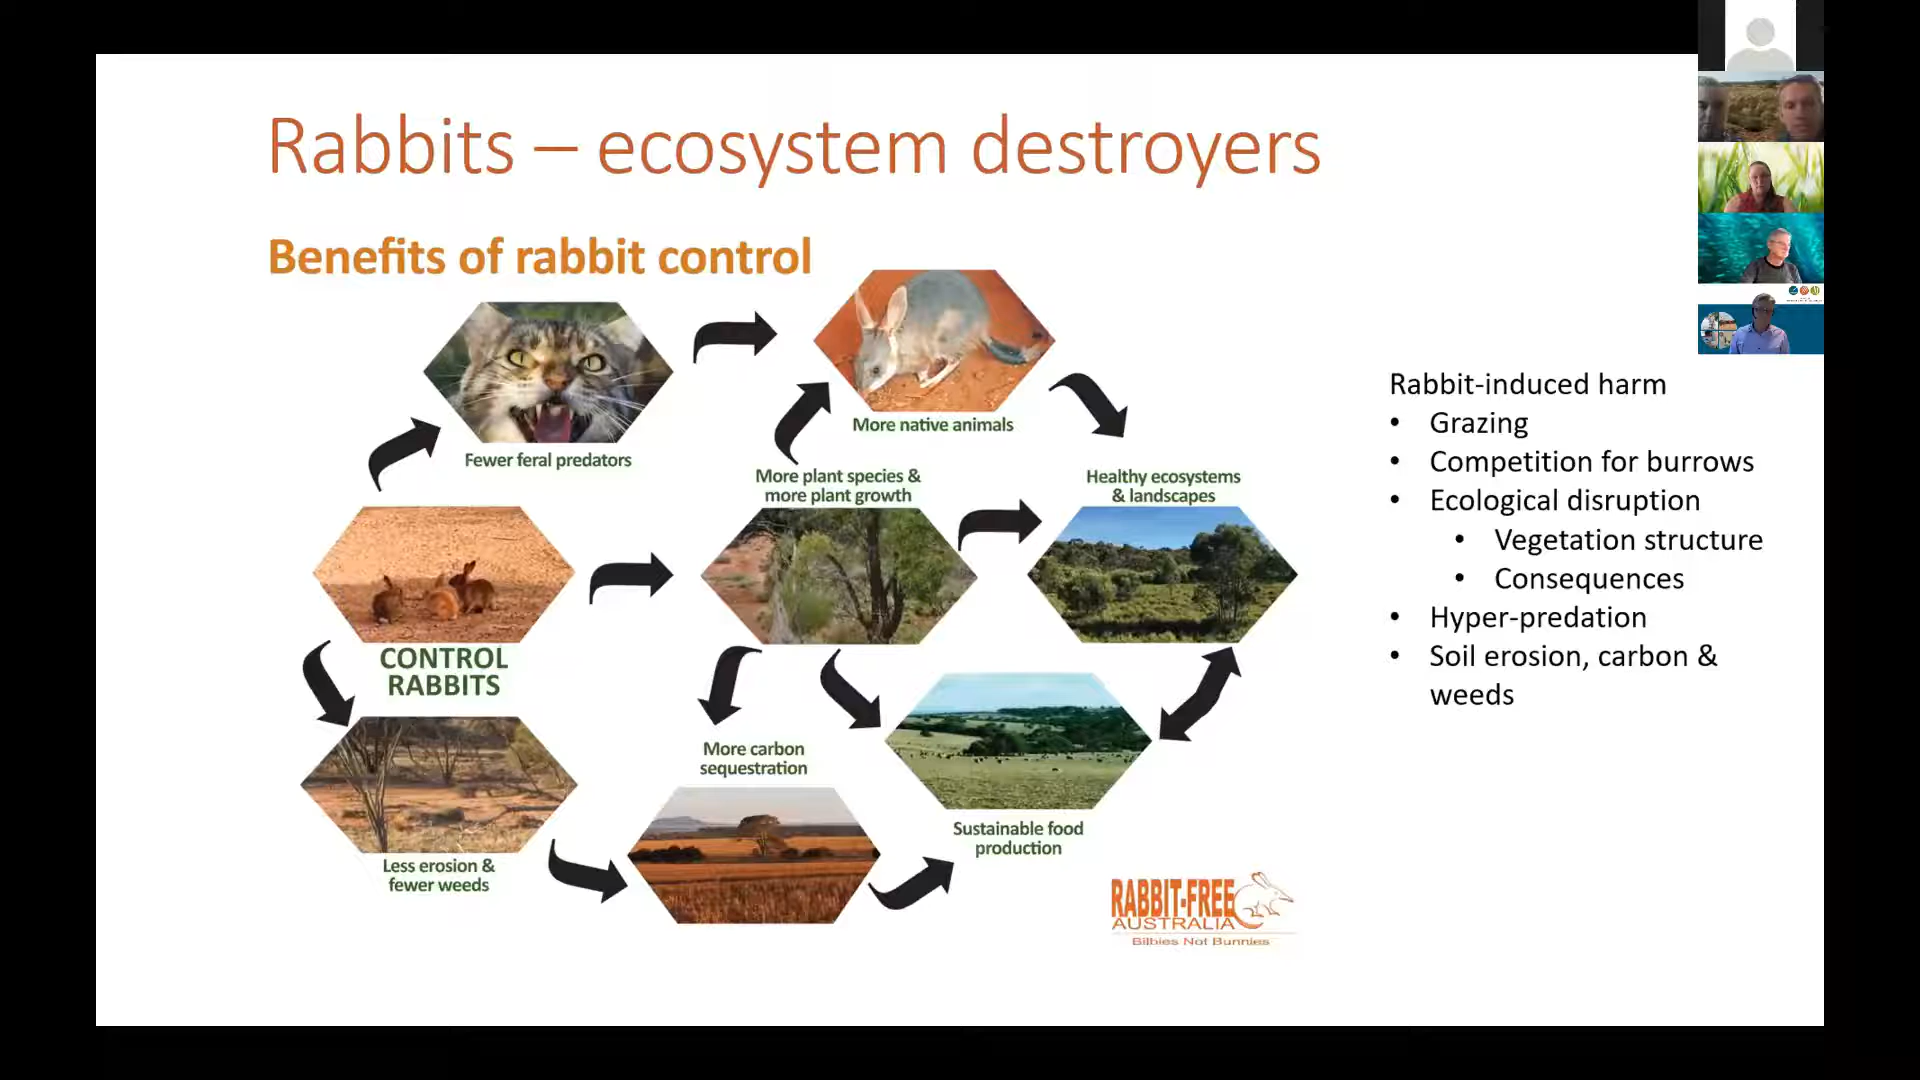 Rabbits – ecosystem destroyers
Benefits of rabbit control
Fewer feral predators
More native animals
More plant species &
more plant growth
Healthy ecosystems
& landscapes
CONTROL
RABBITS
Less erosion &
fewer weeds
More carbon
sequestration
Sustainable food
production
RABBIT-FREE
AUSTRALIA
Bilbies Not Bunnies
Rabbit-induced harm
• Grazing
• Competition for burrows
• Ecological disruption
• Vegetation structure
• Consequences
• Hyper-predation
• Soil erosion, carbon &
weeds